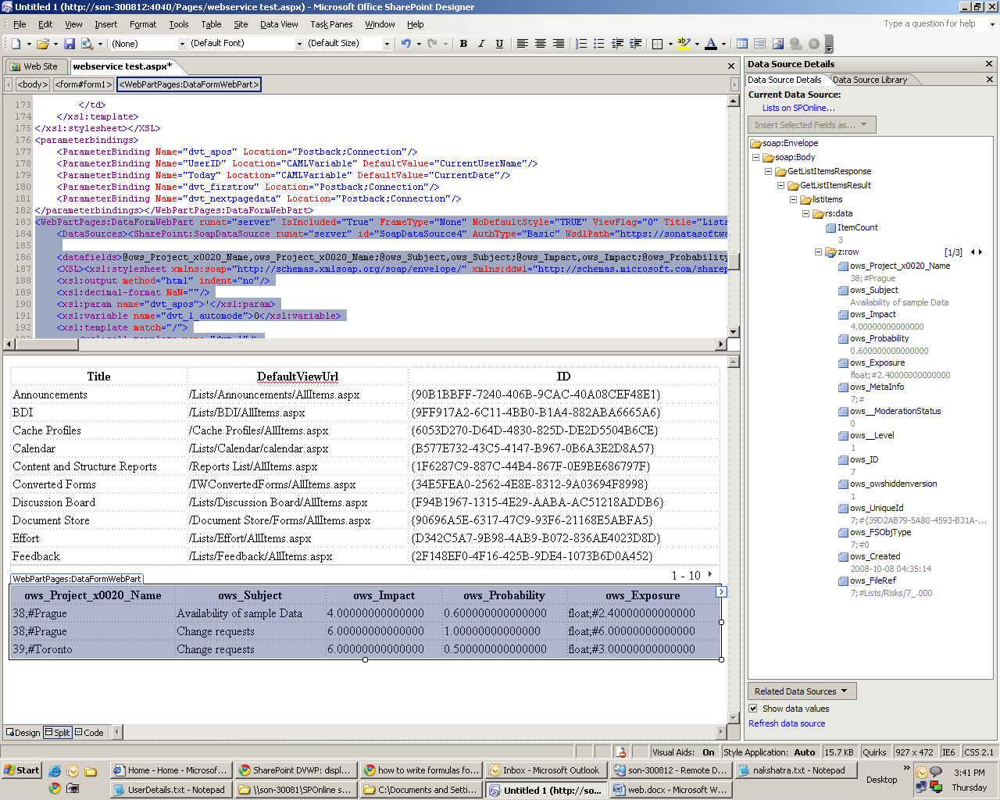 Untitled 1 (http://son-300812:4040/Pages/webservice test.aspx) - Microsoft Office SharePoint Designer
File Edit View Insert Format Tools Table Site Data View Task Panes Window Help
Type a question for help
(None) (Default Font) (Default Size) B I U
Web Site webservice test.aspx*
<body> <form#form1> <WebPartPages:DataFormWebPart>
173 </td>
174 </xsl:template>
175 </xsl:stylesheet></XSL>
176 <parameterbindings>
177 <ParameterBinding Name="dvt_apos" Location="Postback;Connection"/>
178 <ParameterBinding Name="UserID" Location="CAMLVariable" DefaultValue="CurrentUserName"/>
179 <ParameterBinding Name="Today" Location="CAMLVariable" DefaultValue="CurrentDate"/>
180 <ParameterBinding Name="dvt_firstrow" Location="Postback;Connection"/>
181 <ParameterBinding Name="dvt_nextpagedata" Location="Postback;Connection"/>
182 </parameterbindings></WebPartPages:DataFormWebPart>
183 <WebPartPages:DataFormWebPart runat="server" IsIncluded="True" FrameType="None" NoDefaultStyle="TRUE" ViewFlag="0" Title="Lists
184 <DataSources><SharePoint:SoapDataSource runat="server" id="SoapDataSource4" AuthType="Basic" WsdlPath="https://sonatasoftwa
185
186 <datafields>@ows_Project_x0020_Name,ows_Project_x0020_Name;@ows_Subject,ows_Subject;@ows_Impact,ows_Impact;@ows_Probability
187 <XSL><xsl:stylesheet xmlns:soap="http://schemas.xmlsoap.org/soap/envelope/" xmlns:ddwl="http://schemas.microsoft.com/sharep
188 <xsl:output method="html" indent="no"/>
189 <xsl:decimal-format NaN=""/>
190 <xsl:param name="dvt_apos">'</xsl:param>
191 <xsl:variable name="dvt_1_automode">0</xsl:variable>
192 <xsl:template match="/">
Title DefaultViewUrl ID
Announcements /Lists/Announcements/AllItems.aspx {90B1BBFF-7240-406B-9CAC-40A08CEF48E1}
BDI /Lists/BDI/AllItems.aspx {9FF917A2-6C11-4BB0-B1A4-882ABA6665A6}
Cache Profiles /Cache Profiles/AllItems.aspx {6053D270-D64D-4830-825D-DE2D5504B6CE}
Calendar /Lists/Calendar/calendar.aspx {B577E732-43C5-4147-B967-0B6A3E2D8A57}
Content and Structure Reports /Reports List/AllItems.aspx {1F6287C9-887C-44B4-867F-0E9BE686797F}
Converted Forms /IWConvertedForms/AllItems.aspx {34E5FEA0-2562-4E8E-8312-9A03694F8998}
Discussion Board /Lists/Discussion Board/AllItems.aspx {F94B1967-1315-4E29-AABA-AC51218ADDB6}
Document Store /Document Store/Forms/AllItems.aspx {90696A5E-6317-47C9-93F6-21168E5ABFA5}
Effort /Lists/Effort/AllItems.aspx {D342C5A7-9B98-4AB9-B072-836AE4023D8D}
Feedback /Lists/Feedback/AllItems.aspx {2F148EF0-4F16-425B-9DE4-1073B6D0A452}
1 - 10
WebPartPages:DataFormWebPart
ows_Project_x0020_Name ows_Subject ows_Impact ows_Probability ows_Exposure
38;#Prague Availability of sample Data 4.00000000000000 0.600000000000000 float;#2.40000000000000
38;#Prague Change requests 6.00000000000000 1.00000000000000 float;#6.00000000000000
39;#Toronto Change requests 6.00000000000000 0.500000000000000 float;#3.00000000000000
Design Split Code
Data Source Details
Data Source Details Data Source Library
Current Data Source:
Lists on SPOnline...
Insert Selected Fields as...
soap:Envelope
soap:Body
GetListItemsResponse
GetListItemsResult
listitems
rs:data
ItemCount
3
z:row [1/3]
ows_Project_x0020_Name
38;#Prague
ows_Subject
Availability of sample Data
ows_Impact
4.00000000000000
ows_Probability
0.600000000000000
ows_Exposure
float;#2.40000000000000
ows_MetaInfo
7;#
ows__ModerationStatus
0
ows__Level
1
ows_ID
7
ows_owshiddenversion
1
ows_UniqueId
7;#{39D2AB79-5A80-4593-B31A-...
ows_FSObjType
7;#0
ows_Created
2008-10-08 04:35:14
ows_FileRef
7;#Lists/Risks/7_.000
Related Data Sources
Show data values
Refresh data source
Visual Aids: On Style Application: Auto 15.7 KB Quirks 927 x 472 IE6 CSS 2.1
Start Home - Home - Microsof... SharePoint DVWP: displ... how to write formulas fo... Inbox - Microsoft Outlook son-300812 - Remote D... nakshatra.txt - Notepad Desktop 3:41 PM
UserDetails.txt - Notepad \\son-30081\SPOnline s... C:\Documents and Setti... Untitled 1 (http://so... web.docx - Microsoft W... Thursday